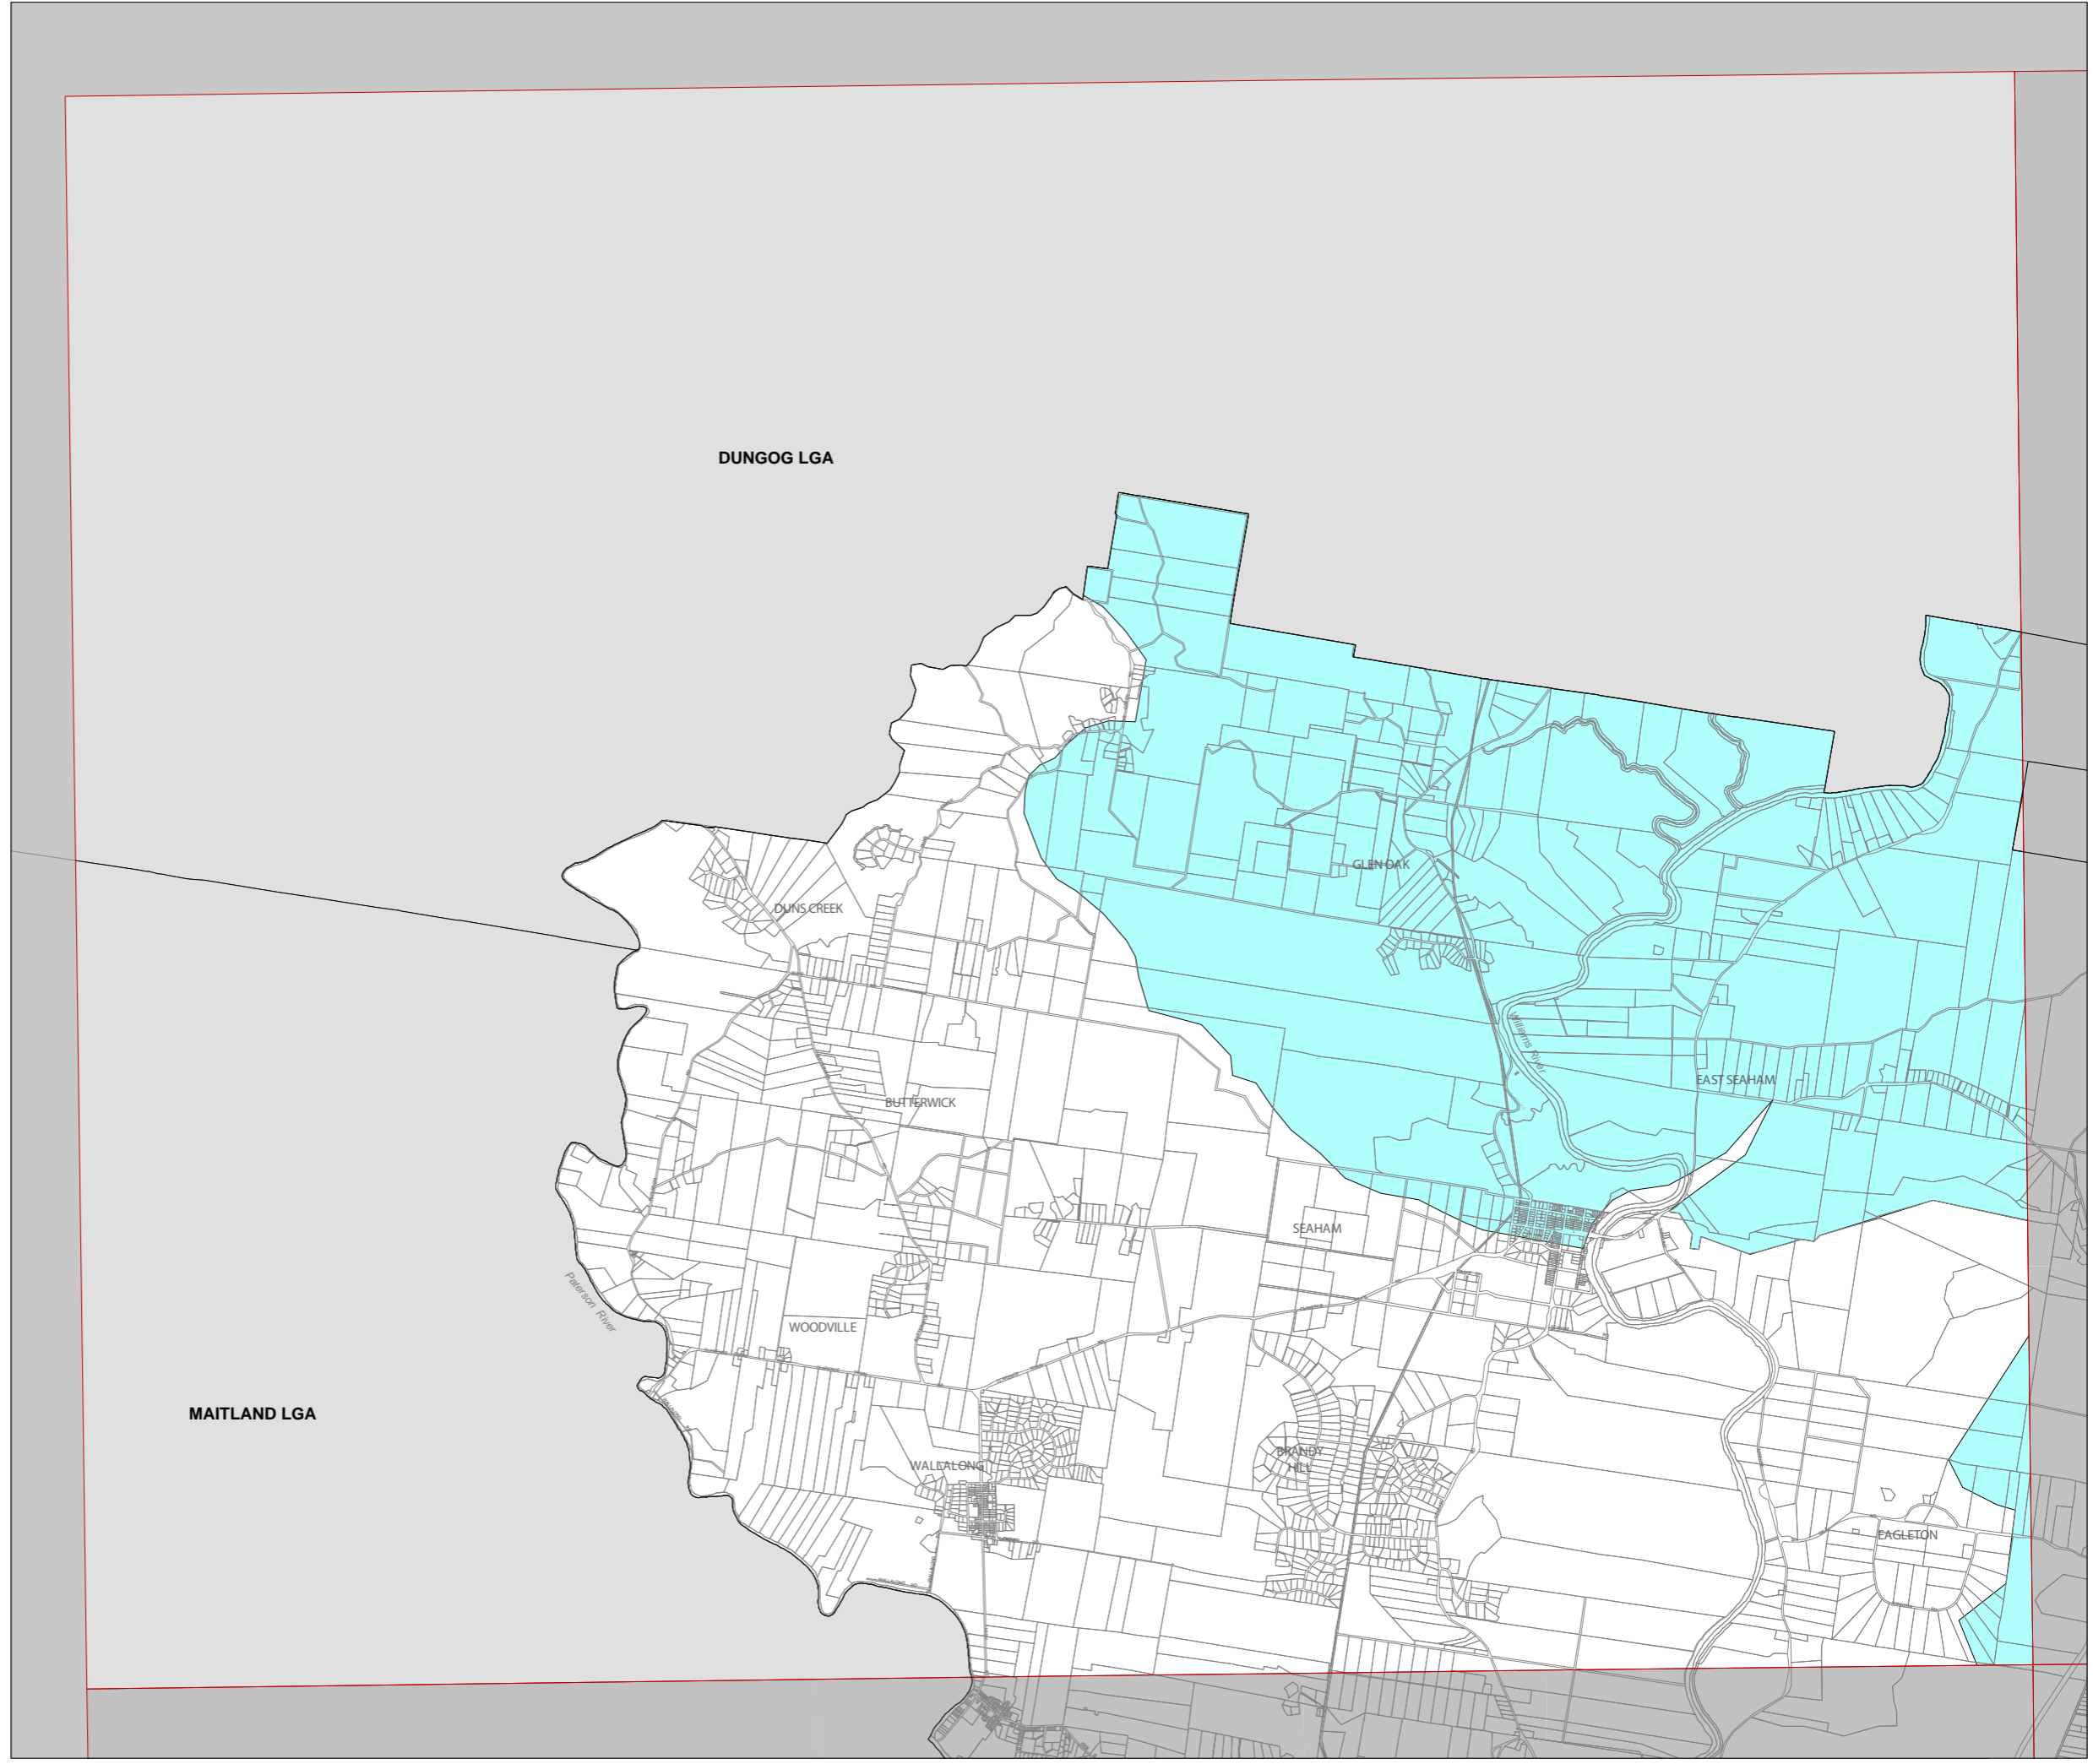 DUNGOG LGA
GLEN OAK
DUNS CREEK
Williams River
EAST SEAHAM
BUTTERWICK
SEAHAM
Paterson River
WOODVILLE
MAITLAND LGA
BRANDY
HILL
WALLALONG
EAGLETON